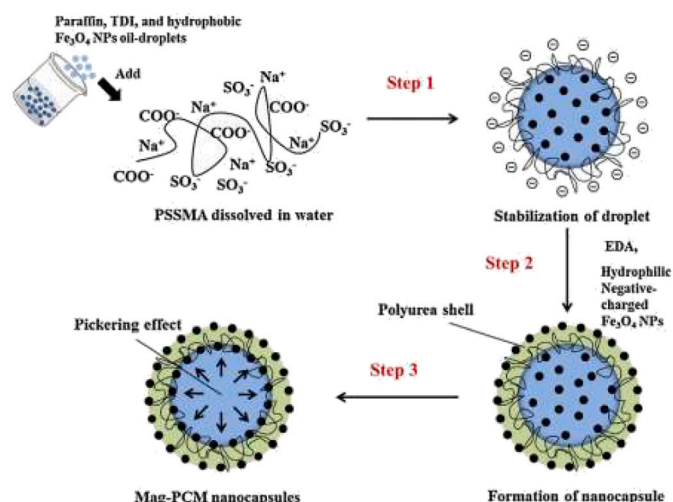 Paraffin, TDI, and hydrophobic
Fe₃O₄ NPs oil-droplets
Add
Na⁺
SO₃⁻
COO⁻
Na⁺
COO⁻
COO⁻
SO₃⁻
Na⁺
Na⁺
Na⁺
COO⁻
SO₃⁻
SO₃⁻
SO₃⁻
PSSMA dissolved in water
Step 1
Stabilization of droplet
Step 2
EDA,
Hydrophilic
Negative-
charged
Fe₃O₄ NPs
Pickering effect
Polyurea shell
Step 3
Mag-PCM nanocapsules
Formation of nanocapsule